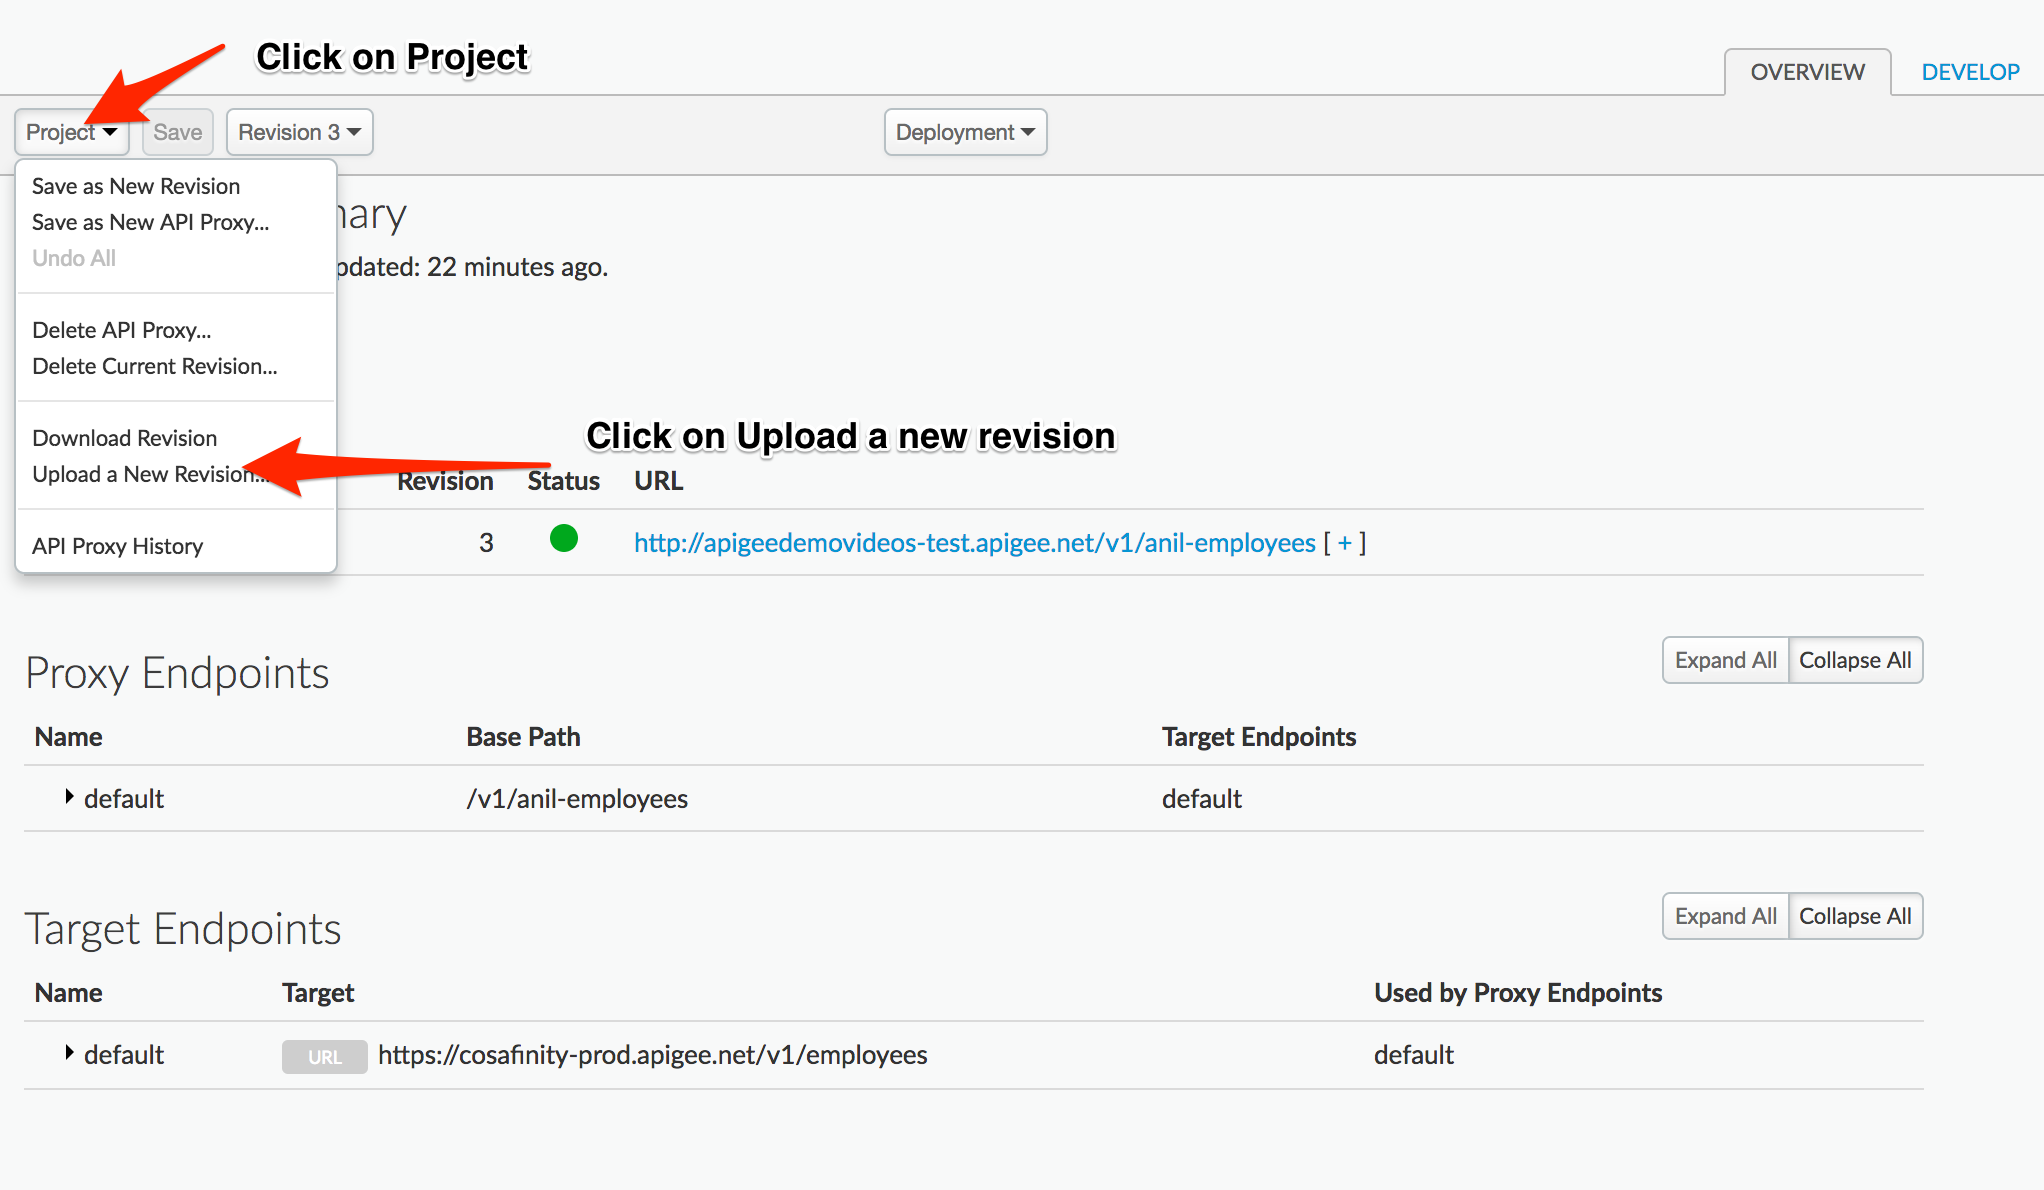 Click on Project
OVERVIEW DEVELOP
Project Save Revision 3 Deployment
Save as New Revision
Save as New API Proxy...
Undo All
Delete API Proxy...
Delete Current Revision...
Download Revision
Upload a New Revision...
API Proxy History
nary
pdated: 22 minutes ago.
Click on Upload a new revision
Revision Status URL
3 http://apigeedemovideos-test.apigee.net/v1/anil-employees [ + ]
Proxy Endpoints Expand All Collapse All
Name Base Path Target Endpoints
default /v1/anil-employees default
Target Endpoints Expand All Collapse All
Name Target Used by Proxy Endpoints
default URL https://cosafinity-prod.apigee.net/v1/employees default